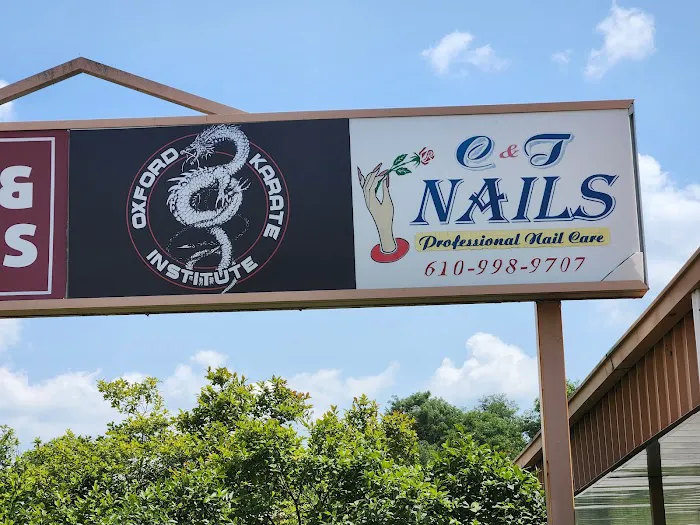 &
S
OXFORD KARATE
INSTITUTE
C & T
NAILS
Professional Nail Care
610-998-9707